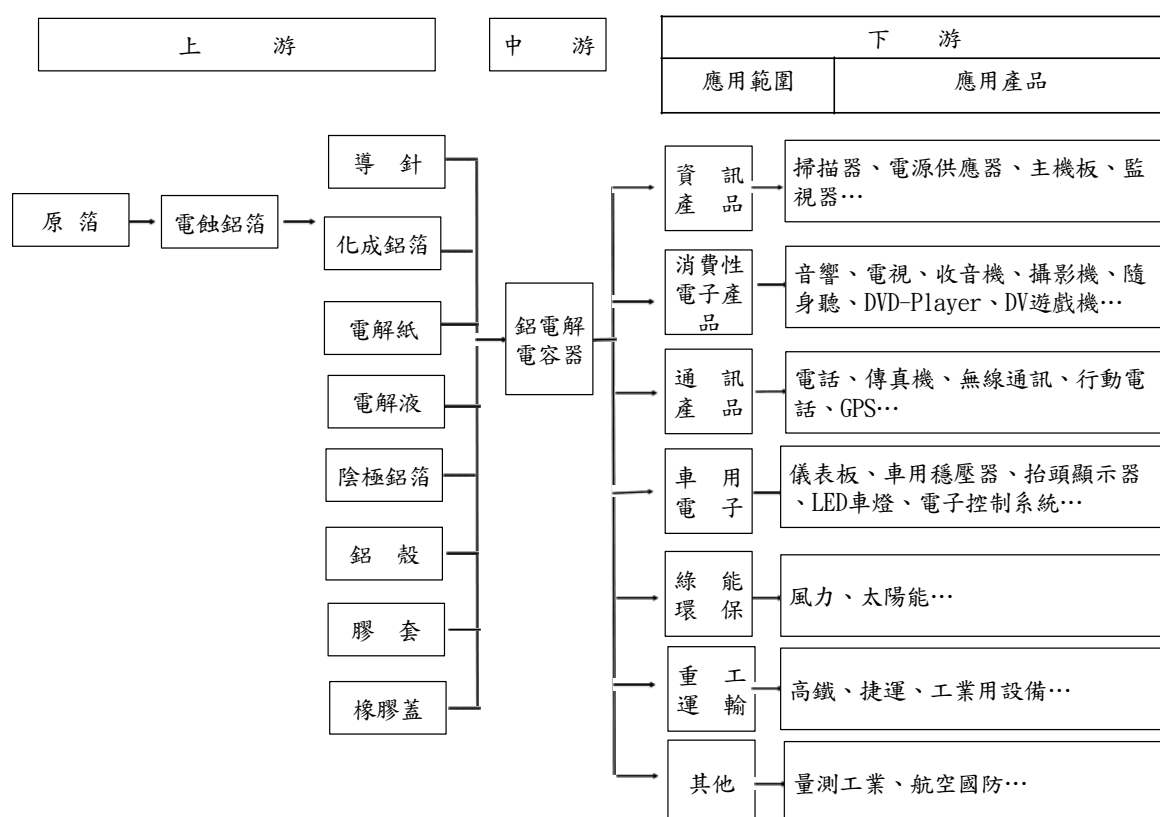 上 游
中 游
下 游
應用範圍
應用產品
導 針
原 箔
電蝕鋁箔
化成鋁箔
電解紙
電解液
陰極鋁箔
鋁 殼
膠 套
橡膠蓋
鋁電解
電容器
資 訊
產 品
掃描器、電源供應器、主機板、監
視器…
消費性
電子產
品
音響、電視、收音機、攝影機、隨
身聽、DVD-Player、DV遊戲機…
通 訊
產 品
電話、傳真機、無線通訊、行動電
話、GPS…
車 用
電 子
儀表板、車用穩壓器、抬頭顯示器
、LED車燈、電子控制系統…
綠 能
環 保
風力、太陽能…
重 工
運 輸
高鐵、捷運、工業用設備…
其他
量測工業、航空國防…